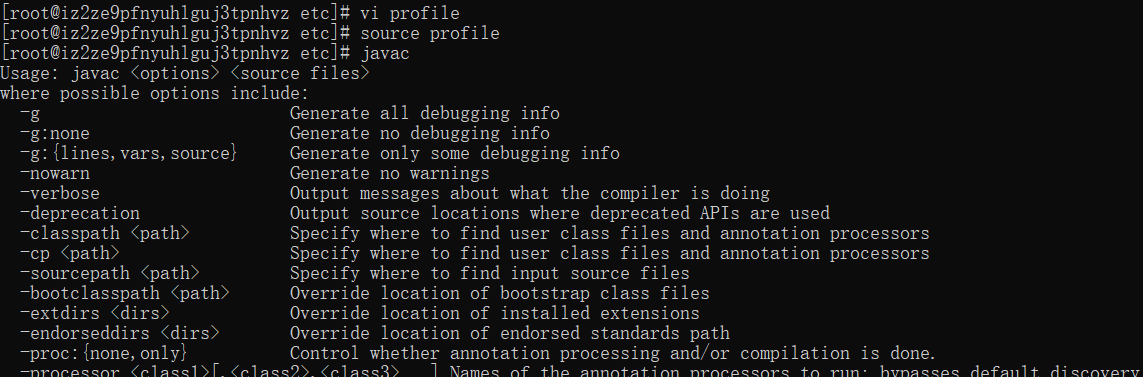 [root@iz2ze9pfnyuhlguj3tpnhvz etc]# vi profile
[root@iz2ze9pfnyuhlguj3tpnhvz etc]# source profile
[root@iz2ze9pfnyuhlguj3tpnhvz etc]# javac
Usage: javac <options> <source files>
where possible options include:
  -g                         Generate all debugging info
  -g:none                    Generate no debugging info
  -g:{lines,vars,source}     Generate only some debugging info
  -nowarn                    Generate no warnings
  -verbose                   Output messages about what the compiler is doing
  -deprecation               Output source locations where deprecated APIs are used
  -classpath <path>          Specify where to find user class files and annotation processors
  -cp <path>                 Specify where to find user class files and annotation processors
  -sourcepath <path>         Specify where to find input source files
  -bootclasspath <path>      Override location of bootstrap class files
  -extdirs <dirs>            Override location of installed extensions
  -endorseddirs <dirs>       Override location of endorsed standards path
  -proc:{none,only}          Control whether annotation processing and/or compilation is done.
  -processor <class1>[,<class2>,<class3>...] Names of the annotation processors to run; bypasses default discovery